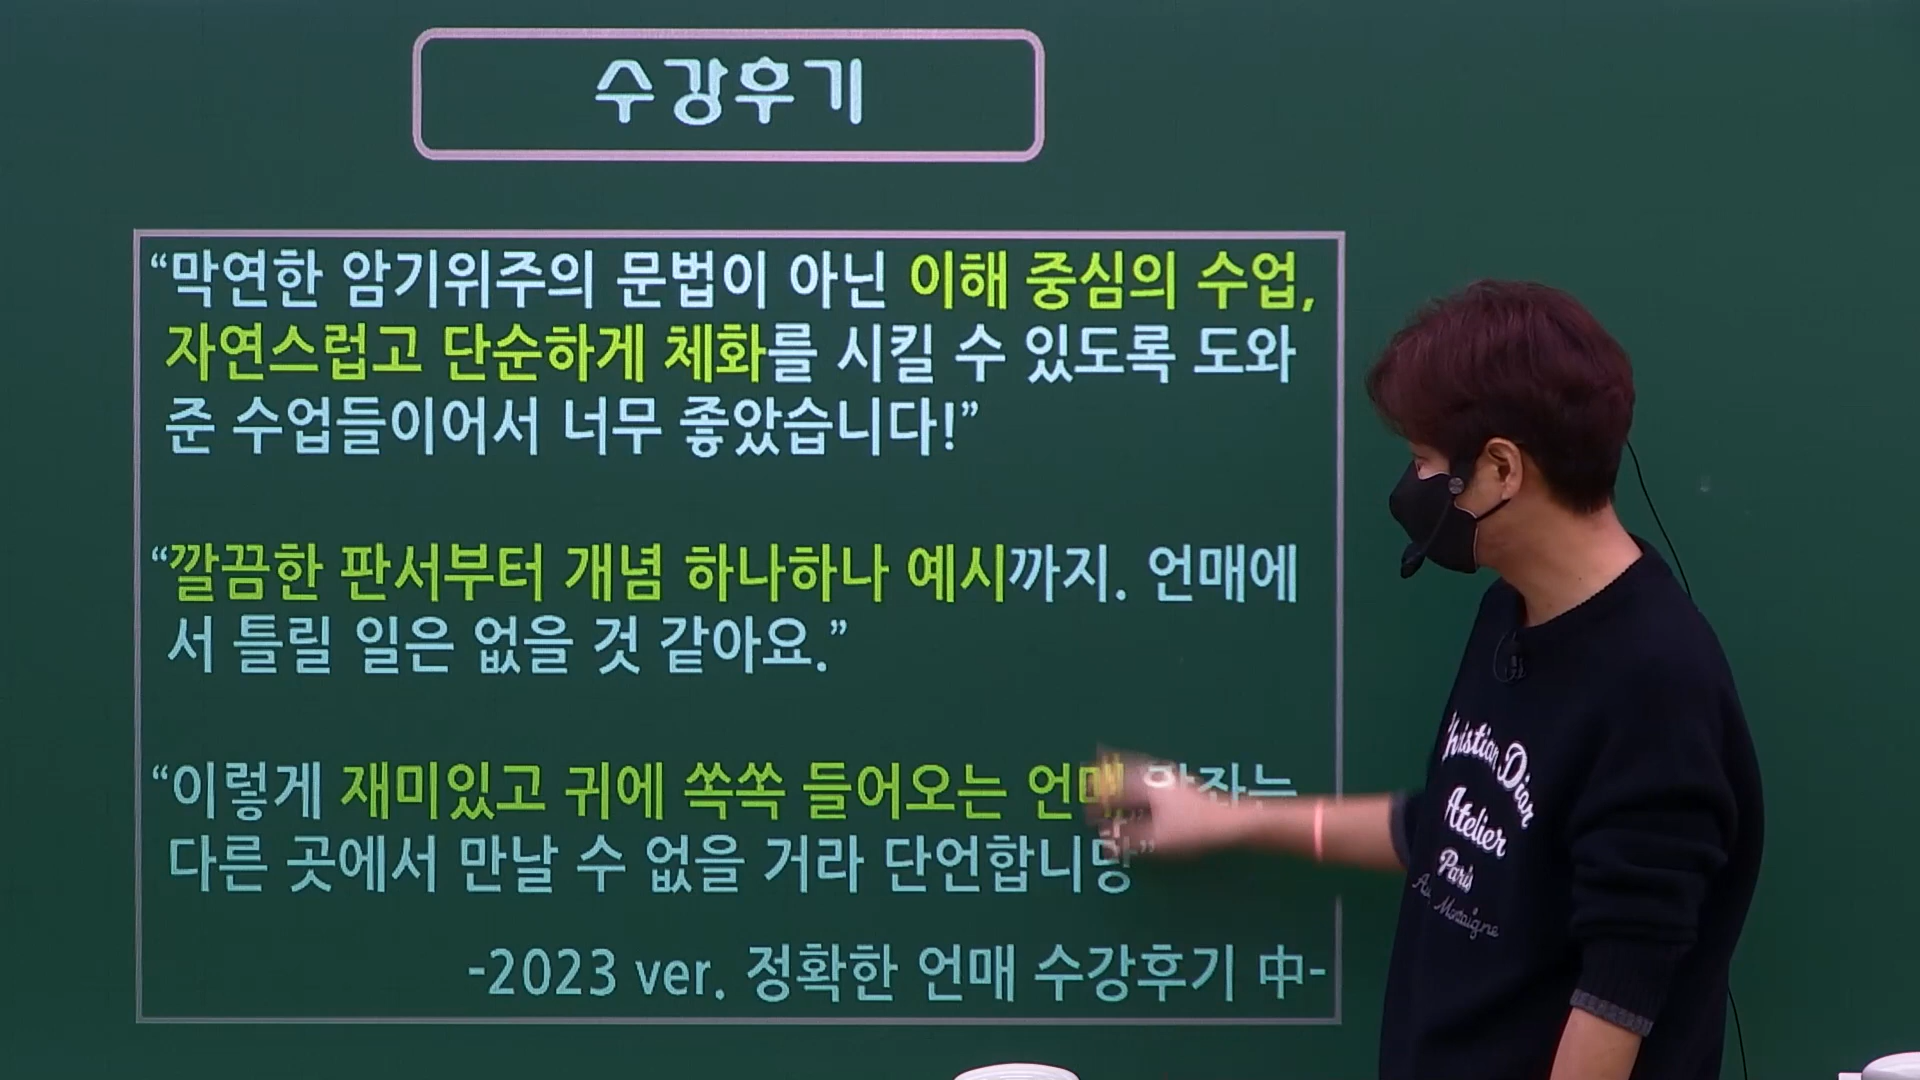 수강후기
“막연한 암기위주의 문법이 아닌 이해 중심의 수업,
자연스럽고 단순하게 체화를 시킬 수 있도록 도와
준 수업들이어서 너무 좋았습니다!”
“깔끔한 판서부터 개념 하나하나 예시까지. 언매에
서 틀릴 일은 없을 것 같아요.”
“이렇게 재미있고 귀에 쏙쏙 들어오는 언매
다른 곳에서 만날 수 없을 거라
-2023 ver. 정확한 언매 수강후기 中-
Christian Dior
Atelier
Paris
Montaigne